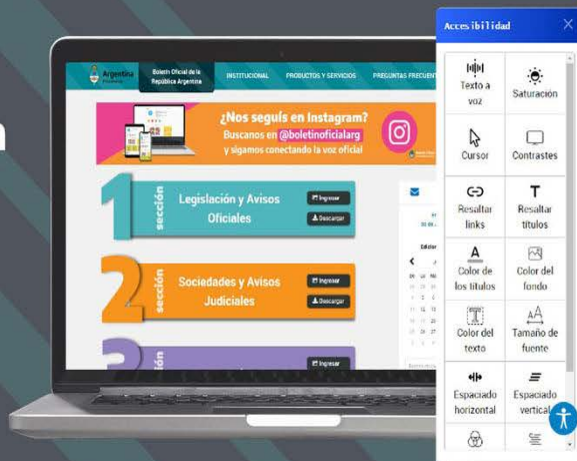 Argentina
Boletín Oficial de la
República Argentina
INSTITUCIONAL
PRODUCTOS Y SERVICIOS
PREGUNTAS FRECUENT
¿Nos seguís en Instagram?
Buscanos en @boletinoficialarg
y sigamos conectando la voz oficial
1
sección
Legislación y Avisos
Oficiales
Ingresar
Descargar
2
sección
Sociedades y Avisos
Judiciales
Ingresar
Descargar
3
sección
Ingresar
Accesibilidad
Texto a
voz
Saturación
Cursor
Contrastes
Resaltar
links
Resaltar
títulos
Color de
los títulos
Color del
fondo
Color del
texto
Tamaño de
fuente
Espaciado
horizontal
Espaciado
vertical